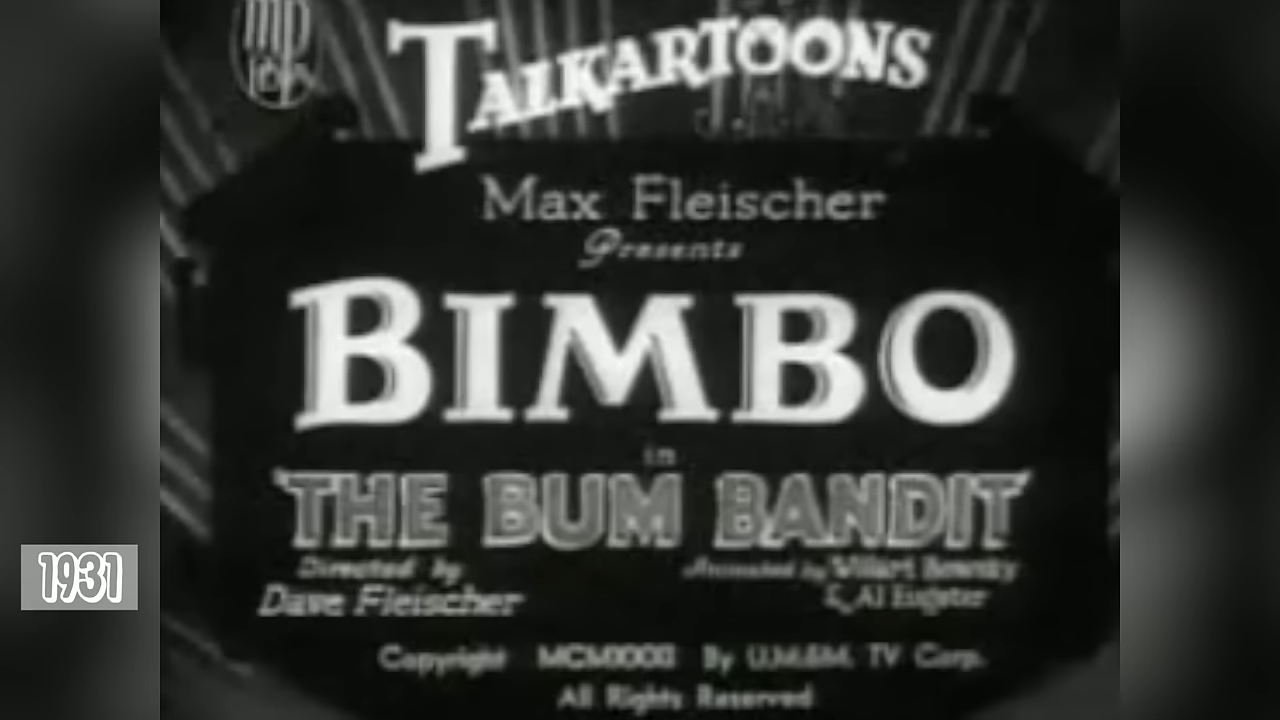 TALKARTOONS
Max Fleischer
Presents
BIMBO
in
THE BUM BANDIT
Directed by
Dave Fleischer
Animated by Willard Bowsky
& Al Eugster
Copyright By U.M.&M. TV Corp.
All Rights Reserved
1931